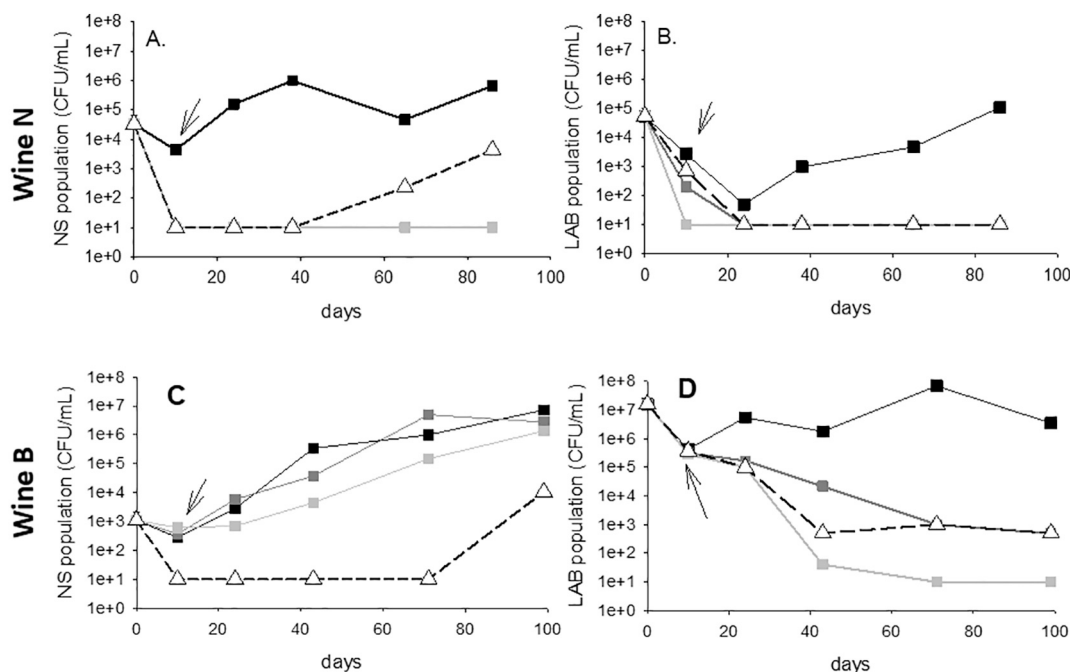 Wine N
A.
NS population (CFU/mL)
1e+8
1e+7
1e+6
1e+5
1e+4
1e+3
1e+2
1e+1
1e+0
0 20 40 60 80 100
days
B.
LAB population (CFU/mL)
1e+8
1e+7
1e+6
1e+5
1e+4
1e+3
1e+2
1e+1
1e+0
0 20 40 60 80 100
days
Wine B
C
NS population (CFU/mL)
1e+8
1e+7
1e+6
1e+5
1e+4
1e+3
1e+2
1e+1
1e+0
0 20 40 60 80 100
days
D
LAB population (CFU/mL)
1e+8
1e+7
1e+6
1e+5
1e+4
1e+3
1e+2
1e+1
1e+0
0 20 40 60 80 100
days